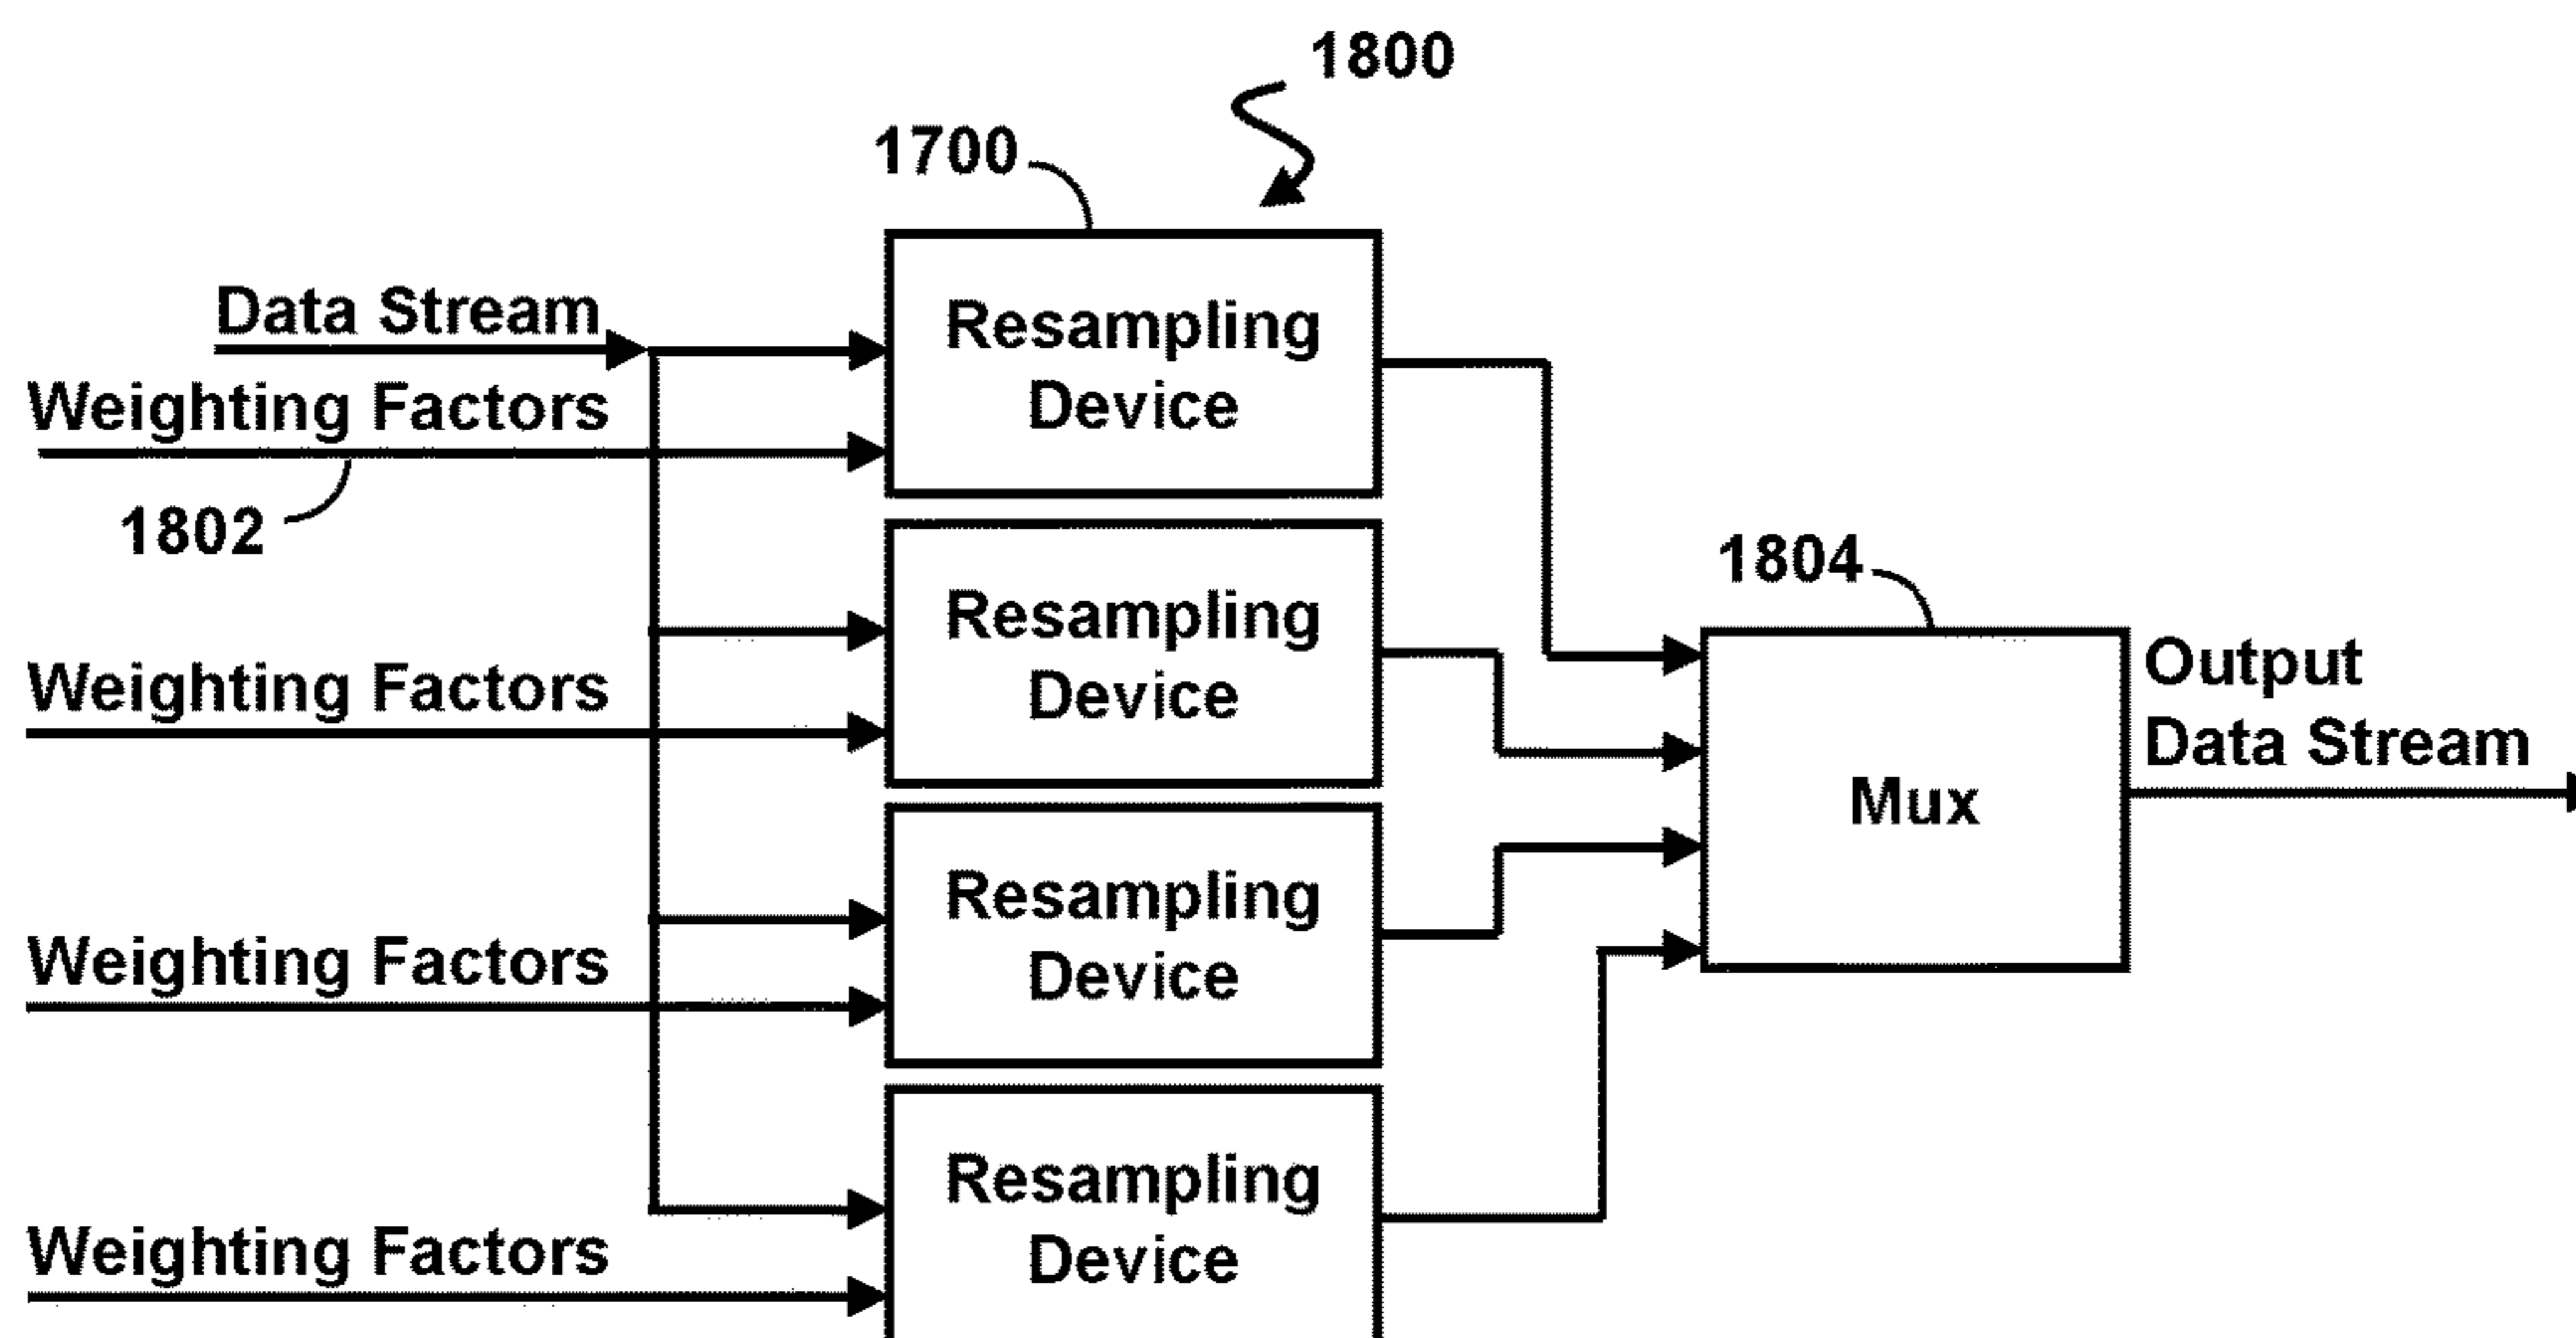 1800
1700
Data Stream
Weighting Factors
1802
Resampling
Device
Weighting Factors
Resampling
Device
1804
Mux
Output
Data Stream
Weighting Factors
Resampling
Device
Weighting Factors
Resampling
Device